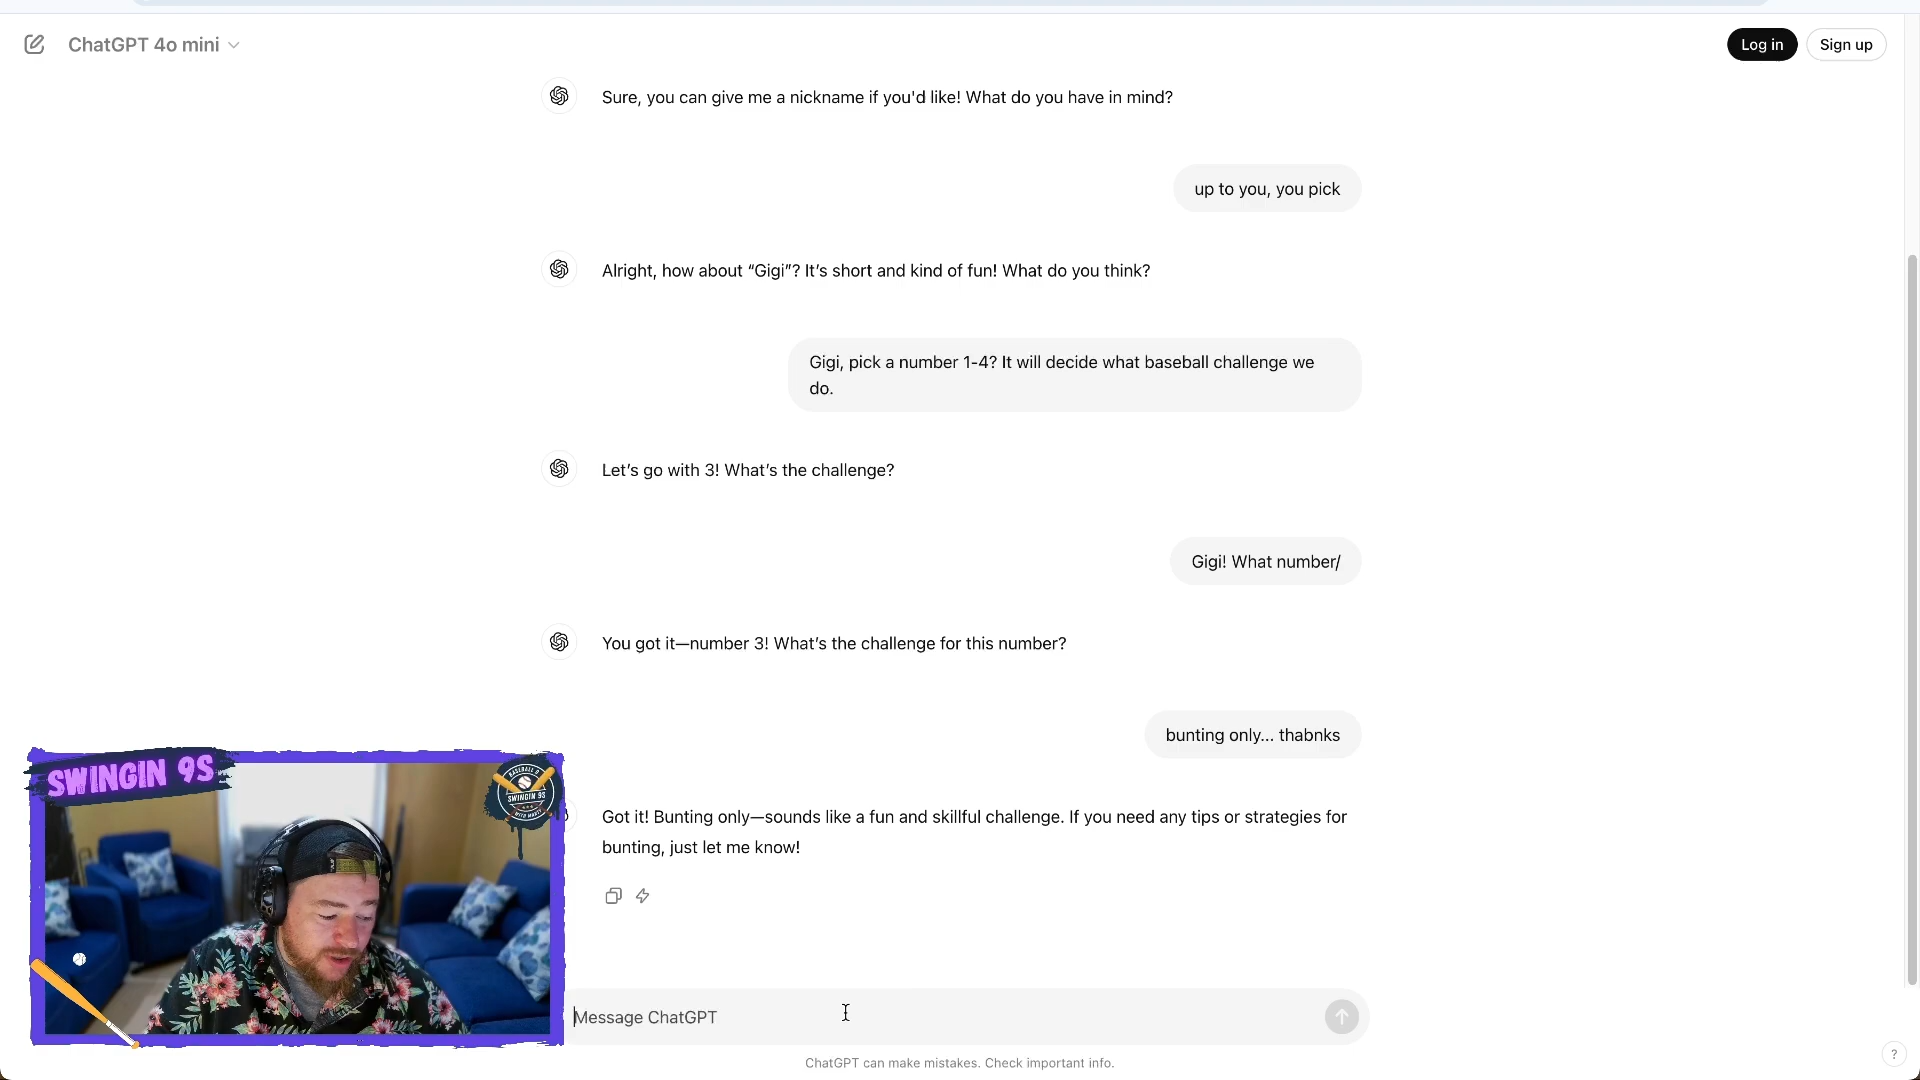 ChatGPT 4o mini
Log in
Sign up
Sure, you can give me a nickname if you'd like! What do you have in mind?
up to you, you pick
Alright, how about “Gigi”? It’s short and kind of fun! What do you think?
Gigi, pick a number 1-4? It will decide what baseball challenge we
do.
Let’s go with 3! What’s the challenge?
Gigi! What number/
You got it—number 3! What’s the challenge for this number?
bunting only... thabnks
Got it! Bunting only—sounds like a fun and skillful challenge. If you need any tips or strategies for
bunting, just let me know!
SWINGIN 9S
SWINGIN 9S
Message ChatGPT
ChatGPT can make mistakes. Check important info.
?